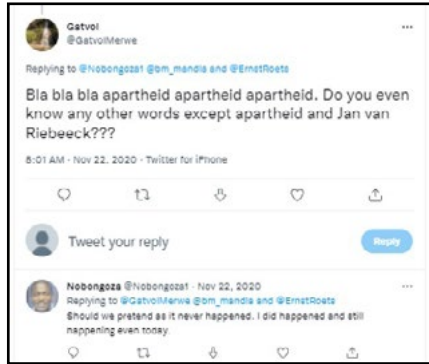 Gatvol
@GatvolMerwe
Replying to @Nobongoza1 @bm_mandla and @ErnstRoets
Bla bla bla apartheid apartheid apartheid. Do you even
know any other words except apartheid and Jan van
Riebeeck???
8:01 AM · Nov 22, 2020 · Twitter for iPhone
Tweet your reply
Reply
Nobongoza @Nobongoza1 · Nov 22, 2020
Replying to @GatvolMerwe @bm_mandla and @ErnstRoets
Should we pretend as it never happened. I did happened and still
happening even today.